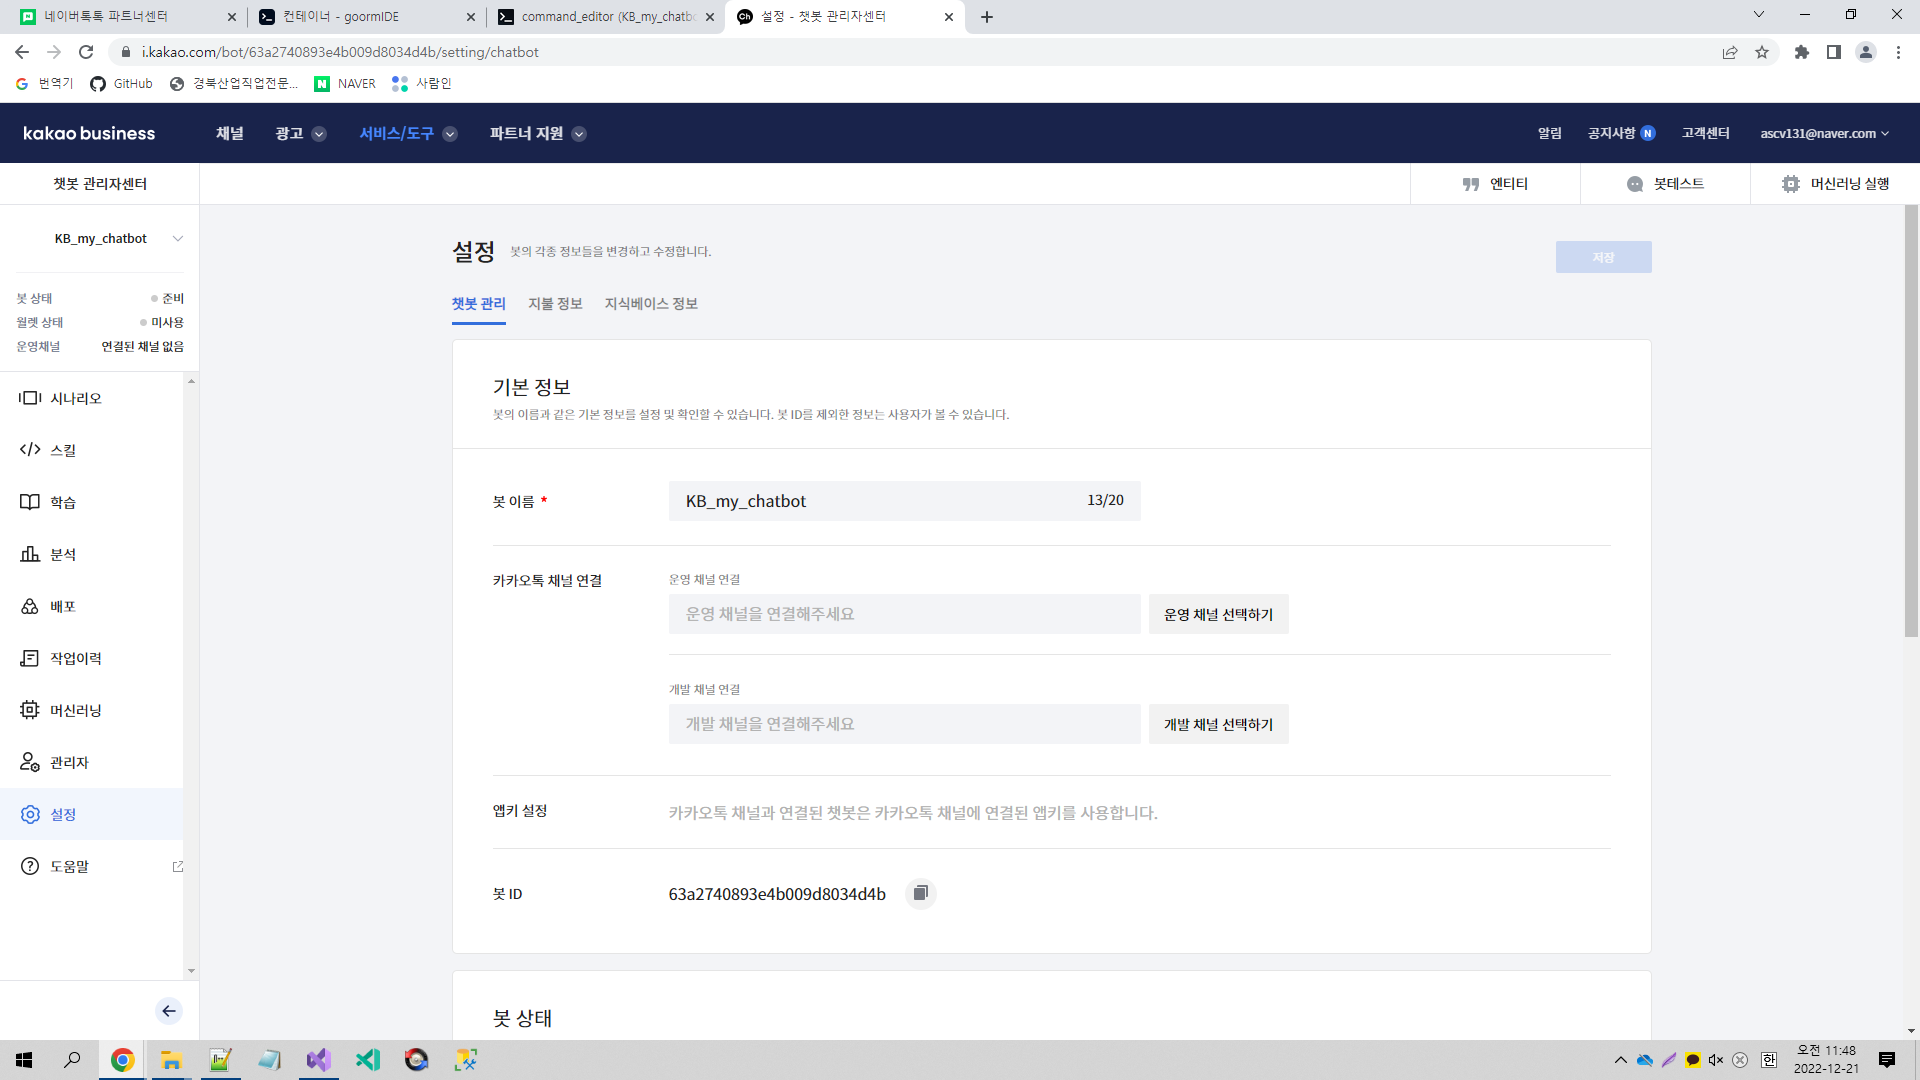 네이버톡톡 파트너센터
컨테이너 - goormIDE
command_editor (KB_my_chatb
설정 - 챗봇 관리자센터
i.kakao.com/bot/63a2740893e4b009d8034d4b/setting/chatbot
번역기
GitHub
경북산업직업전문...
NAVER
사람인
kakao business
채널
광고
서비스/도구
파트너 지원
알림
공지사항 N
고객센터
ascv131@naver.com
챗봇 관리자센터
엔티티
봇테스트
머신러닝 실행
KB_my_chatbot
봇 상태 준비
월렛 상태 미사용
운영채널 연결된 채널 없음
시나리오
스킬
학습
분석
배포
작업이력
머신러닝
관리자
설정
도움말
설정 봇의 각종 정보들을 변경하고 수정합니다.
저장
챗봇 관리 지불 정보 지식베이스 정보
기본 정보
봇의 이름과 같은 기본 정보를 설정 및 확인할 수 있습니다. 봇 ID를 제외한 정보는 사용자가 볼 수 있습니다.
봇 이름 * KB_my_chatbot 13/20
카카오톡 채널 연결
운영 채널 연결
운영 채널을 연결해주세요 운영 채널 선택하기
개발 채널 연결
개발 채널을 연결해주세요 개발 채널 선택하기
앱키 설정 카카오톡 채널과 연결된 챗봇은 카카오톡 채널에 연결된 앱키를 사용합니다.
봇 ID 63a2740893e4b009d8034d4b
봇 상태
한
오전 11:48
2022-12-21